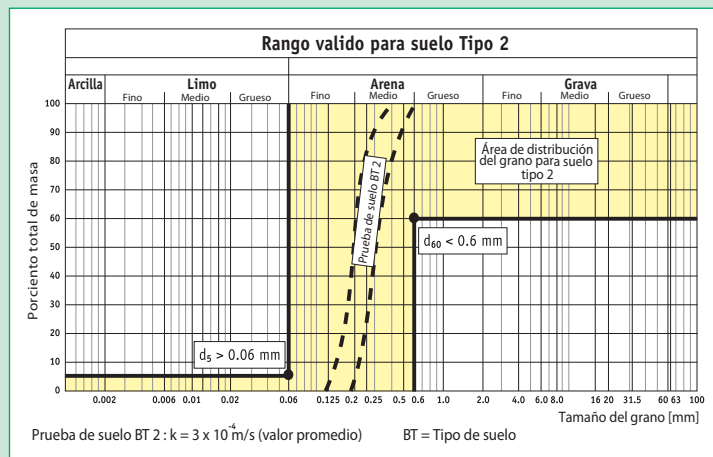 Rango valido para suelo Tipo 2
Arcilla Limo Arena Grava
Fino Medio Grueso Fino Medio Grueso Fino Medio Grueso
Porciento total de masa
100
90
80
70
60
50
40
30
20
10
0
Área de distribución
del grano para suelo
tipo 2
Prueba de suelo BT 2
d60 < 0.6 mm
d5 > 0.06 mm
0.002 0.006 0.01 0.02 0.06 0.125 0.2 0.25 0.5 0.6 1.0 2.0 4.0 6.0 8.0 16 20 31.5 60 63 100
Tamaño del grano [mm]
Prueba de suelo BT 2 : k = 3 x 10-4m/s (valor promedio) BT = Tipo de suelo